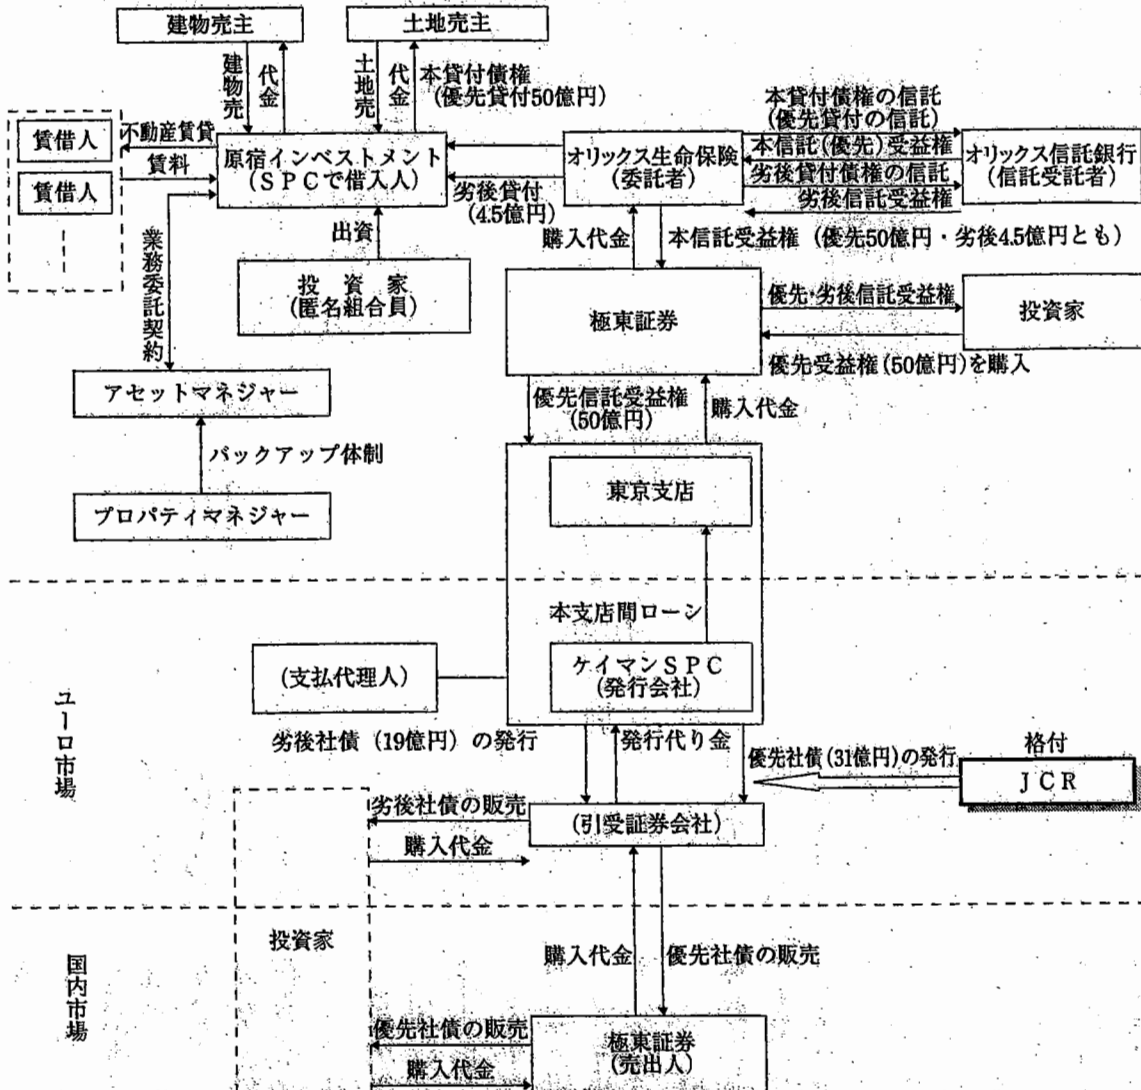 建物売主
土地売主
建物売
代金
土地売
代金
本貸付債権
(優先貸付50億円)
賃借人
賃借人
不動産賃貸
賃料
原宿インベストメント
(SPCで借入人)
劣後貸付
(4.5億円)
オリックス生命保険
(委託者)
本貸付債権の信託
(優先貸付の信託)
本信託(優先)受益権
劣後貸付債権の信託
劣後信託受益権
オリックス信託銀行
(信託受託者)
業務委託契約
出資
投資家
(匿名組合員)
購入代金
本信託受益権(優先50億円・劣後4.5億円とも)
極東証券
優先・劣後信託受益権
優先受益権(50億円)を購入
投資家
アセットマネジャー
バックアップ体制
プロパティマネジャー
優先信託受益権
(50億円)
購入代金
東京支店
本支店間ローン
ケイマンSPC
(発行会社)
(支払代理人)
ユーロ市場
劣後社債(19億円)の発行
発行代り金
優先社債(31億円)の発行
格付
JCR
劣後社債の販売
購入代金
(引受証券会社)
国内市場
投資家
購入代金
優先社債の販売
優先社債の販売
購入代金
極東証券
(売出人)